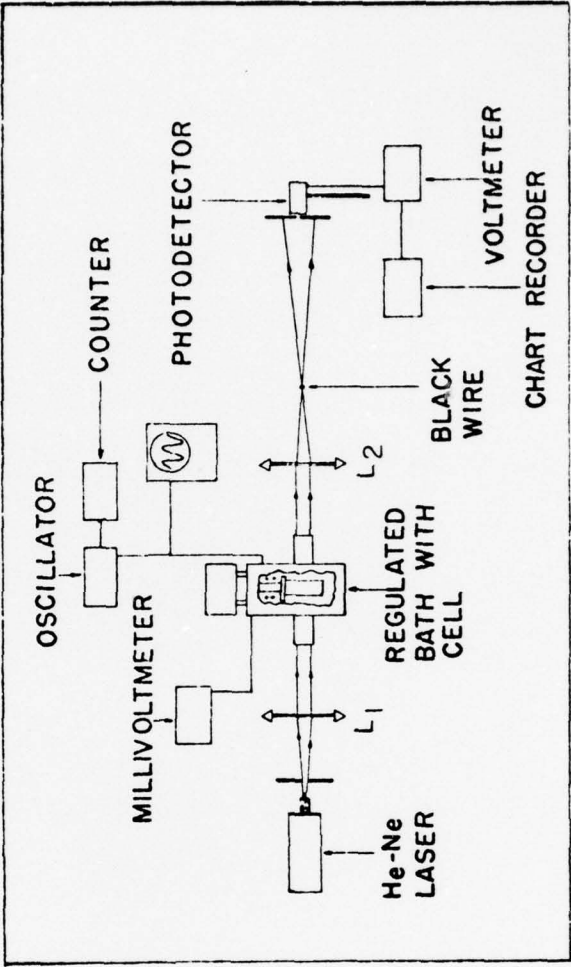 OSCILLATOR
COUNTER
MILLIVOLTMETER
PHOTODETECTOR
L1
L2
He-Ne
LASER
REGULATED
BATH WITH
CELL
BLACK
WIRE
VOLTMETER
CHART RECORDER